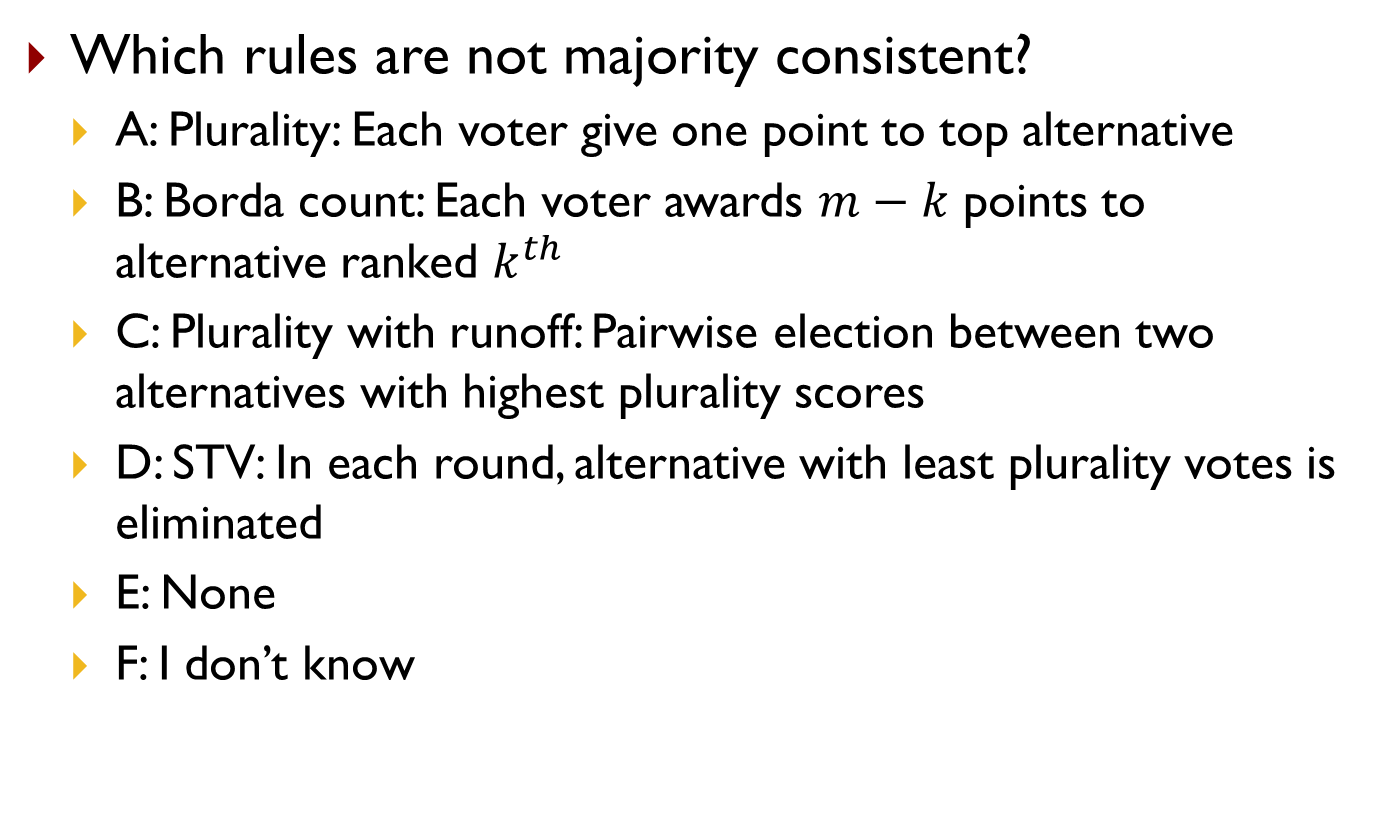 Which rules are not majority consistent?
A: Plurality: Each voter give one point to top alternative
B: Borda count: Each voter awards m − k points to
alternative ranked kᵗʰ
C: Plurality with runoff: Pairwise election between two
alternatives with highest plurality scores
D: STV: In each round, alternative with least plurality votes is
eliminated
E: None
F: I don’t know